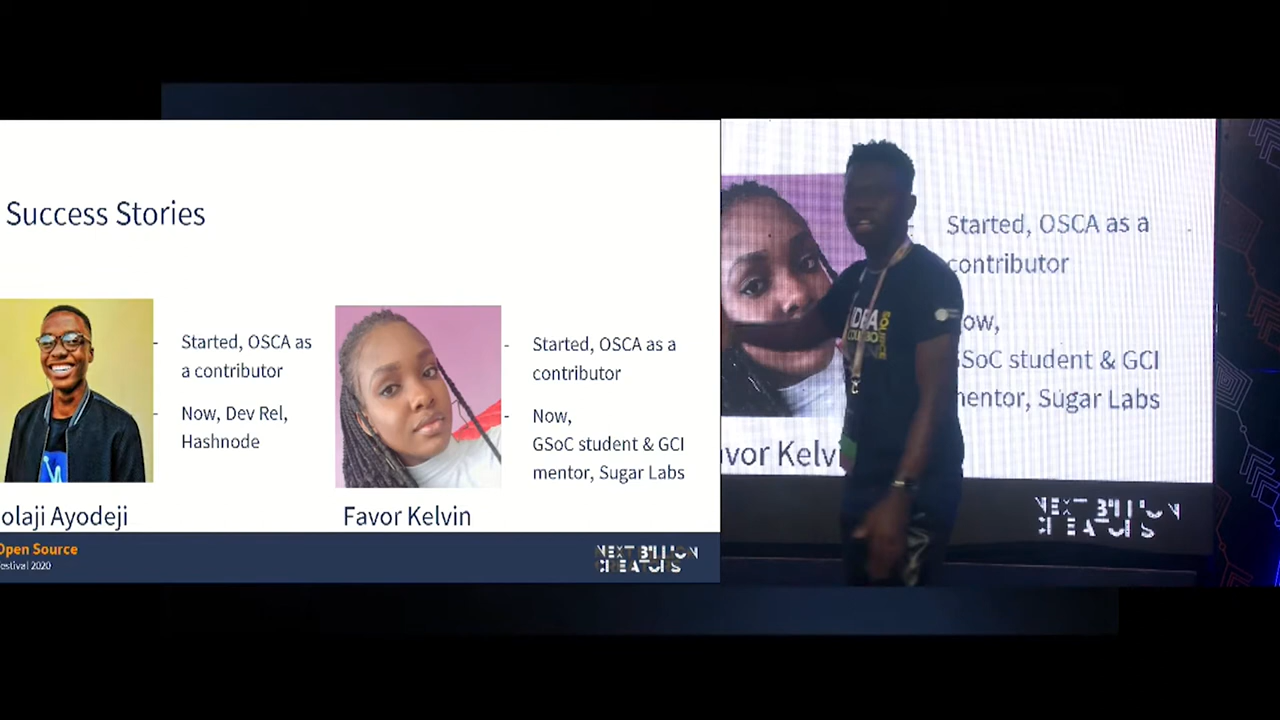 Success Stories
Started, OSCA as
a contributor
Now, Dev Rel,
Hashnode
olaji Ayodeji
Started, OSCA as a
contributor
Now,
GSoC student & GCI
mentor, Sugar Labs
Favor Kelvin
Open Source
estival 2020
NEXT BILLION
CREATORS
Started, OSCA as a
contributor
ow,
GSoC student & GCI
mentor, Sugar Labs
avor Kelvi
NEXT BILLION
CREATORS